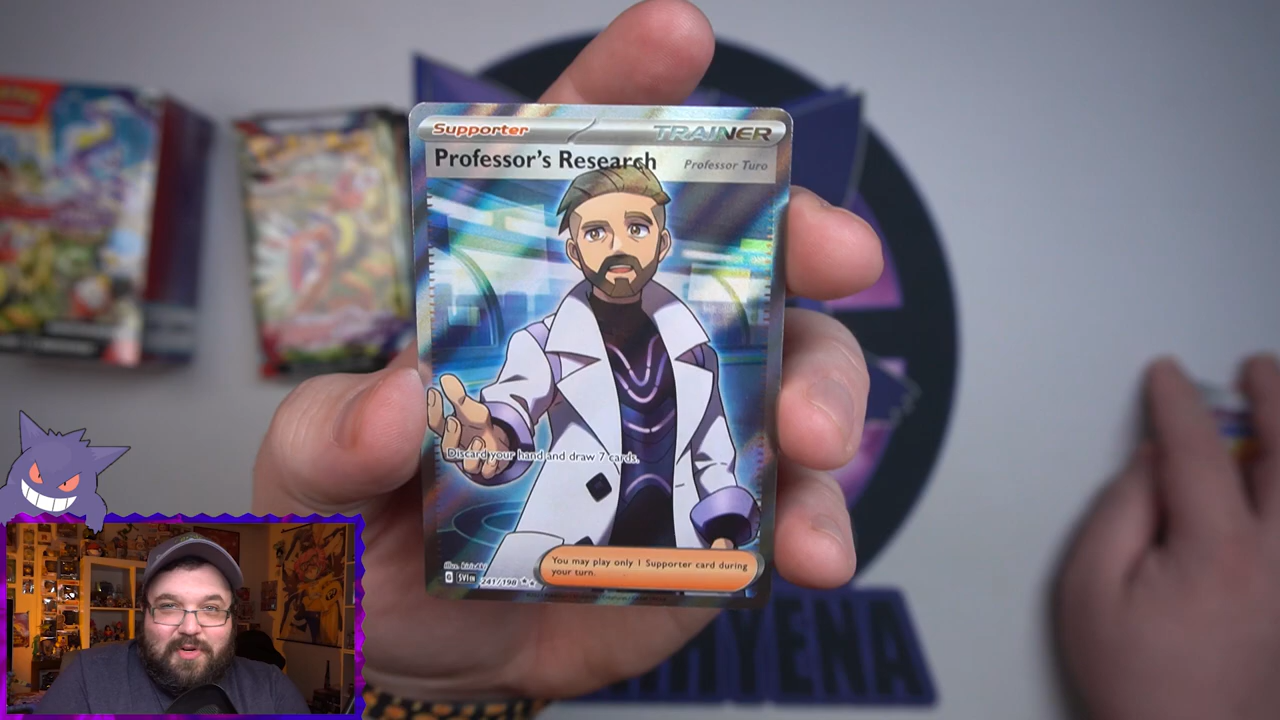 Supporter
TRAINER
Professor's Research
Professor Turo
Discard your hand and draw 7 cards.
You may play only 1 Supporter card during
your turn.
G SVI EN 241/198